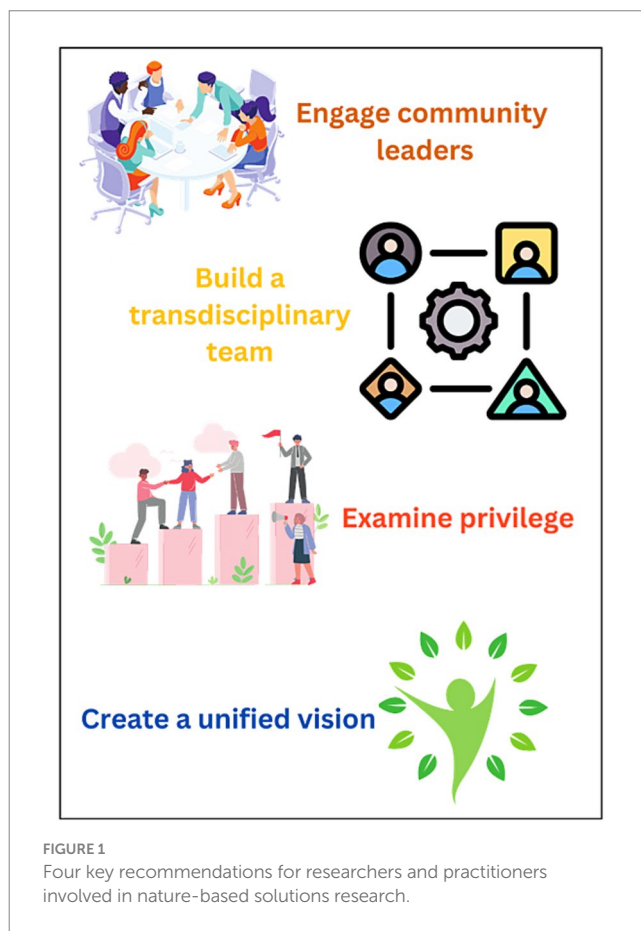 Engage community
leaders
Build a
transdisciplinary
team
Examine privilege
Create a unified vision
FIGURE 1
Four key recommendations for researchers and practitioners
involved in nature-based solutions research.